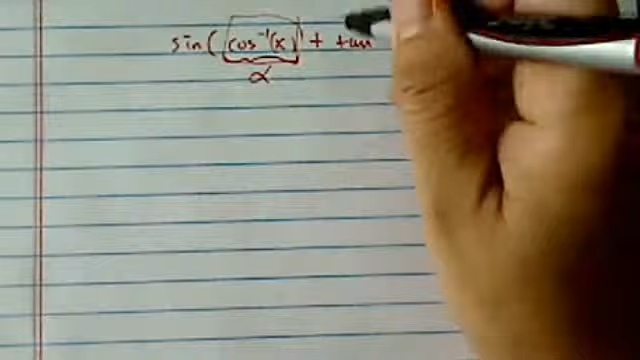 sin( cos⁻¹(x) + tan
α